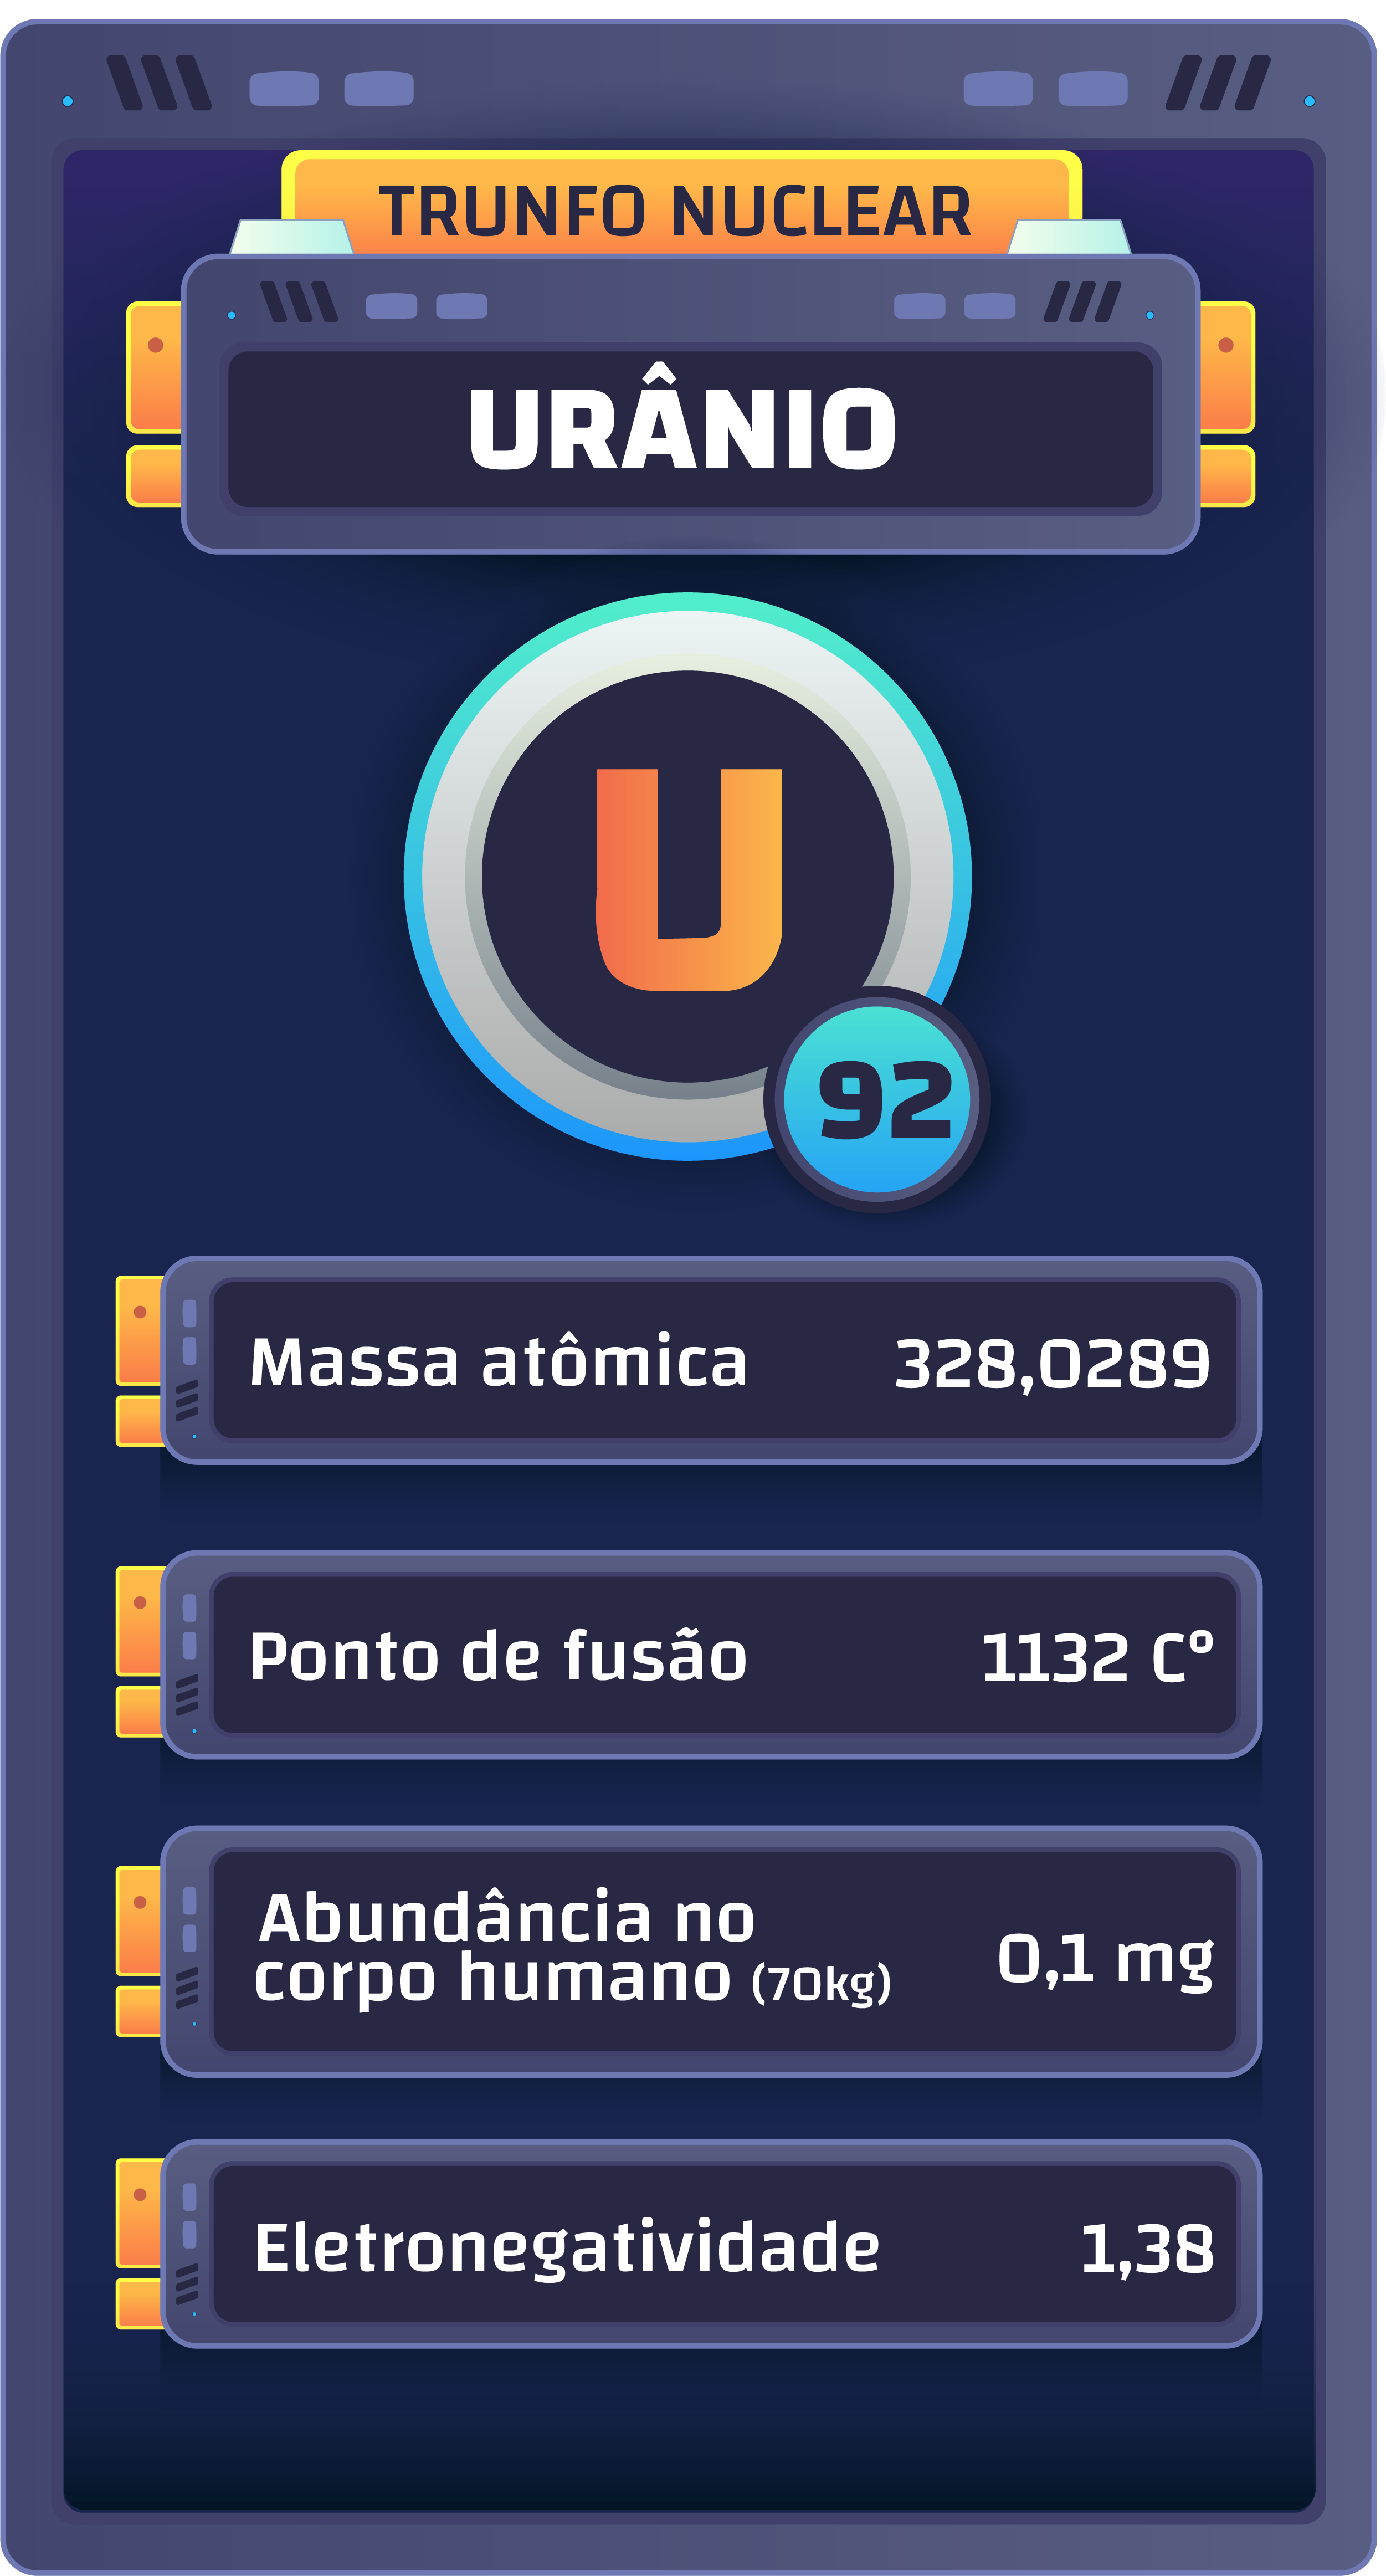 TRUNFO NUCLEAR
URÂNIO
U
92
Massa atômica 328,0289
Ponto de fusão 1132 Cº
Abundância no
corpo humano (70kg) 0,1 mg
Eletronegatividade 1,38